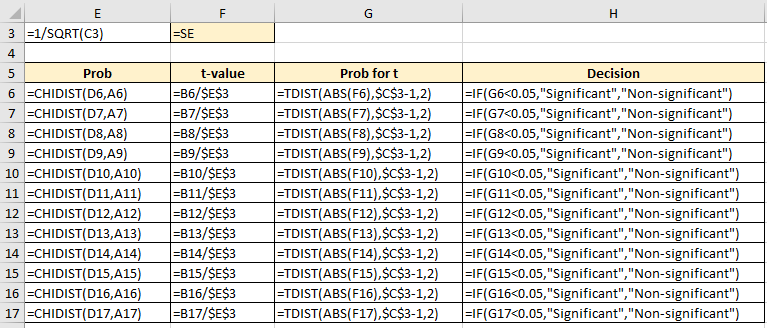 E F G H
3 =1/SQRT(C3) =SE
4
5 Prob t-value Prob for t Decision
6 =CHIDIST(D6,A6) =B6/$E$3 =TDIST(ABS(F6),$C$3-1,2) =IF(G6<0.05,"Significant","Non-significant")
7 =CHIDIST(D7,A7) =B7/$E$3 =TDIST(ABS(F7),$C$3-1,2) =IF(G7<0.05,"Significant","Non-significant")
8 =CHIDIST(D8,A8) =B8/$E$3 =TDIST(ABS(F8),$C$3-1,2) =IF(G8<0.05,"Significant","Non-significant")
9 =CHIDIST(D9,A9) =B9/$E$3 =TDIST(ABS(F9),$C$3-1,2) =IF(G9<0.05,"Significant","Non-significant")
10 =CHIDIST(D10,A10) =B10/$E$3 =TDIST(ABS(F10),$C$3-1,2) =IF(G10<0.05,"Significant","Non-significant")
11 =CHIDIST(D11,A11) =B11/$E$3 =TDIST(ABS(F11),$C$3-1,2) =IF(G11<0.05,"Significant","Non-significant")
12 =CHIDIST(D12,A12) =B12/$E$3 =TDIST(ABS(F12),$C$3-1,2) =IF(G12<0.05,"Significant","Non-significant")
13 =CHIDIST(D13,A13) =B13/$E$3 =TDIST(ABS(F13),$C$3-1,2) =IF(G13<0.05,"Significant","Non-significant")
14 =CHIDIST(D14,A14) =B14/$E$3 =TDIST(ABS(F14),$C$3-1,2) =IF(G14<0.05,"Significant","Non-significant")
15 =CHIDIST(D15,A15) =B15/$E$3 =TDIST(ABS(F15),$C$3-1,2) =IF(G15<0.05,"Significant","Non-significant")
16 =CHIDIST(D16,A16) =B16/$E$3 =TDIST(ABS(F16),$C$3-1,2) =IF(G16<0.05,"Significant","Non-significant")
17 =CHIDIST(D17,A17) =B17/$E$3 =TDIST(ABS(F17),$C$3-1,2) =IF(G17<0.05,"Significant","Non-significant")